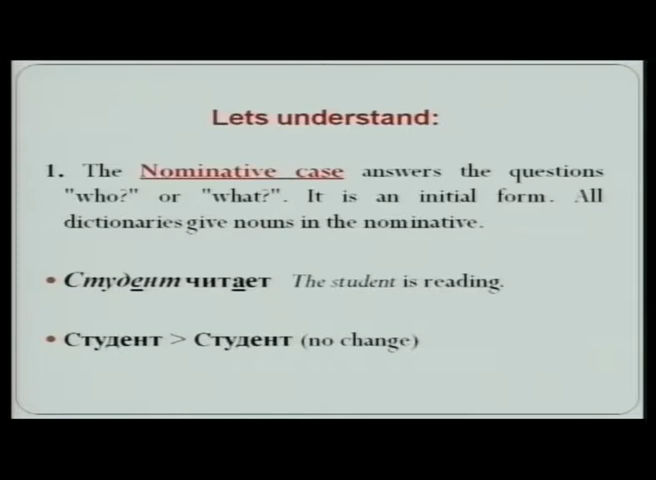 Lets understand:
1. The Nominative case answers the questions
"who?" or "what?". It is an initial form. All
dictionaries give nouns in the nominative.
• Студент читает The student is reading.
• Студент > Студент (no change)